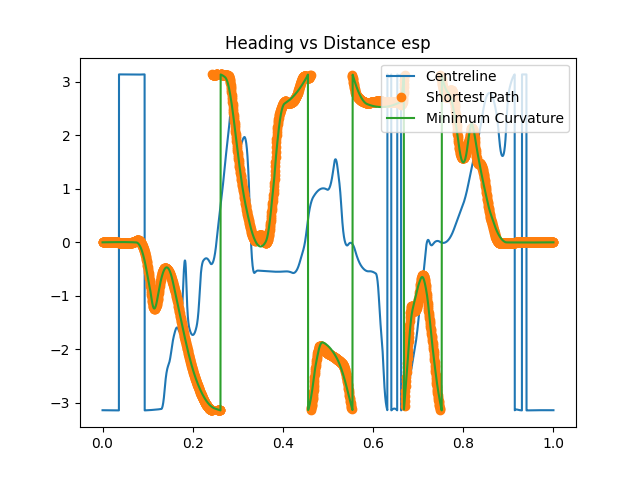 Heading vs Distance esp
Centreline
Shortest Path
Minimum Curvature
3
2
1
0
−1
−2
−3
0.0 0.2 0.4 0.6 0.8 1.0